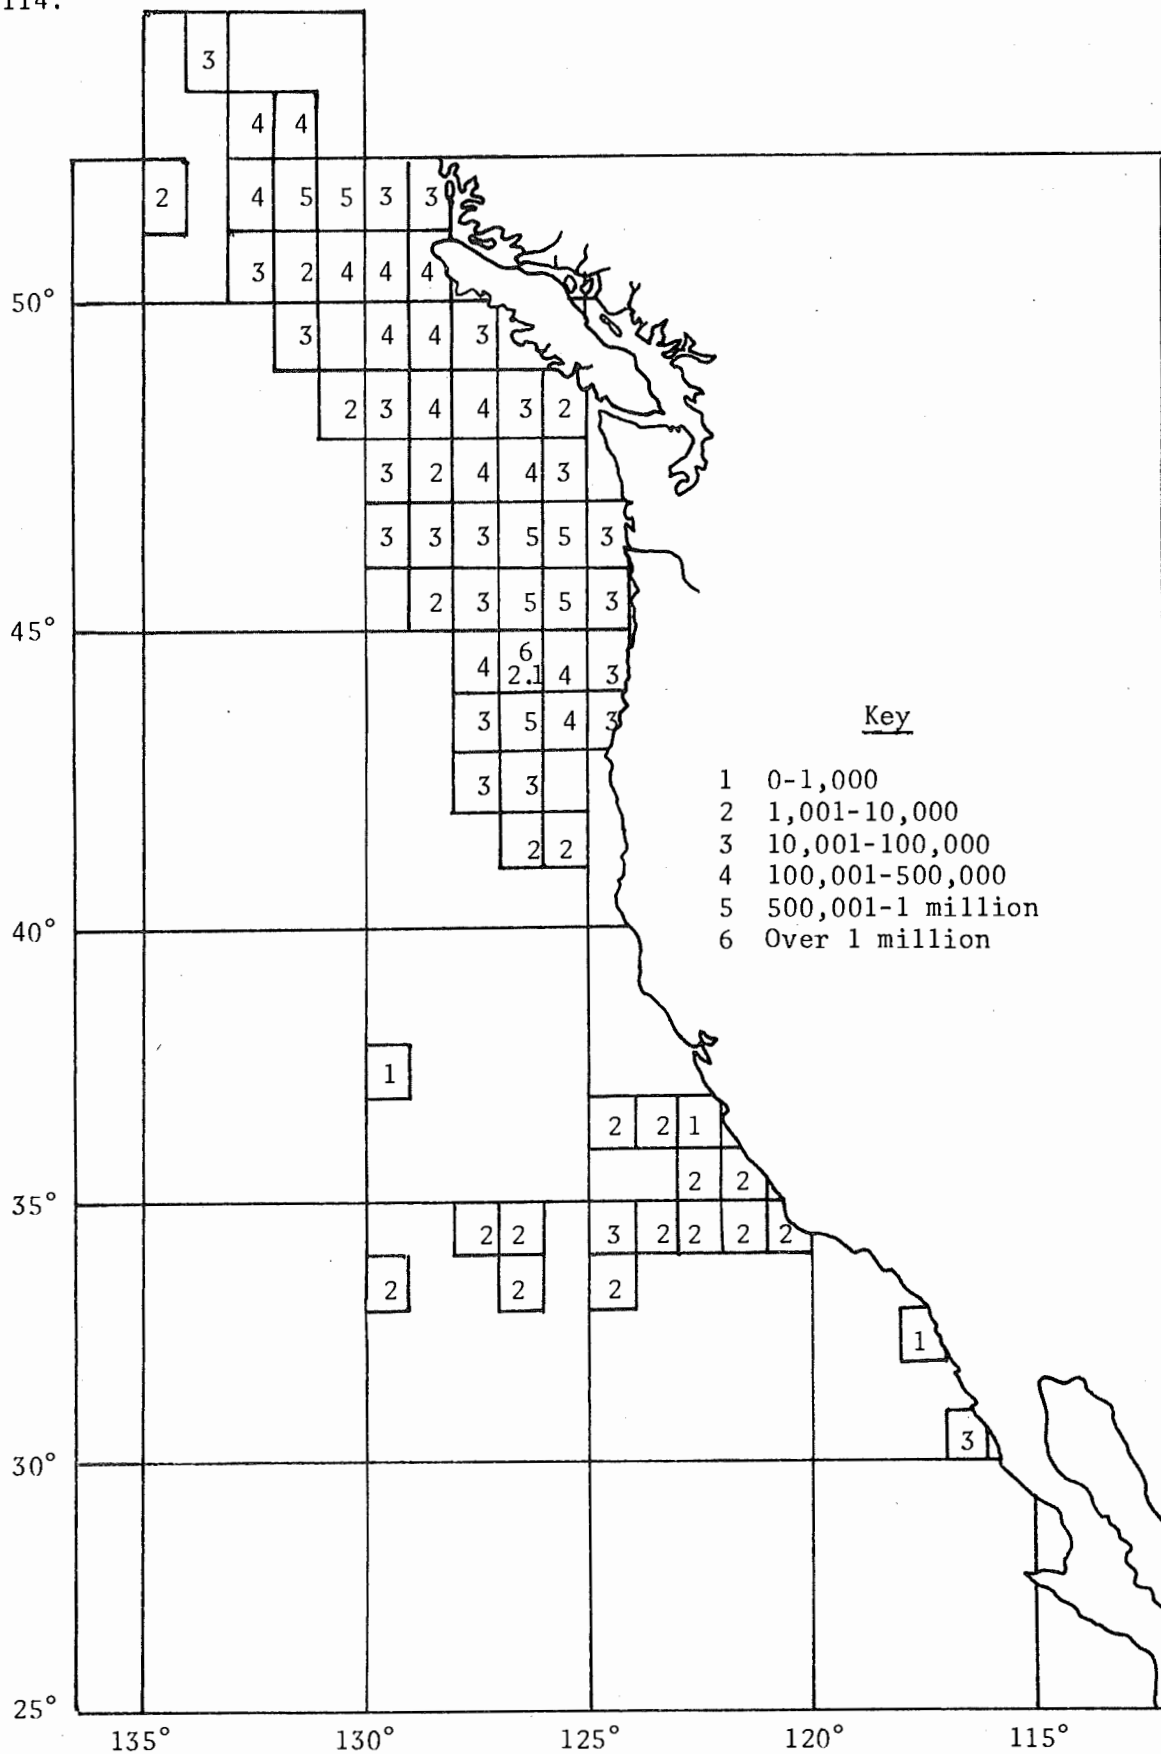 114.
3
4 4
2 4 5 5 3 3
3 2 4 4 4
50°
3 4 4 3
2 3 4 4 3 2
3 2 4 4 3
3 3 3 5 5 3
2 3 5 5 3
45°
6
4 2.1 4 3
3 5 4 3
Key
3 3
1 0-1,000
2 1,001-10,000
2 2
3 10,001-100,000
4 100,001-500,000
5 500,001-1 million
40°
6 Over 1 million
1
2 2 1
2 2
35°
2 2 3 2 2 2 2
2 2 2
1
3
30°
25°
135° 130° 125° 120° 115°